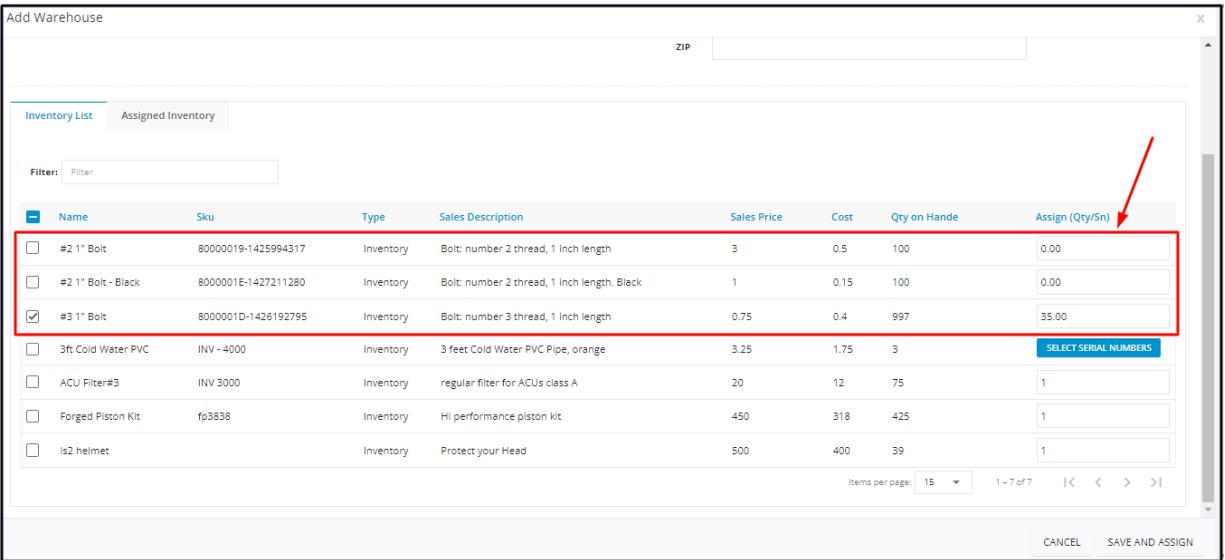 Add Warehouse X
ZIP
Inventory List Assigned Inventory
Filter: Filter
Name Sku Type Sales Description Sales Price Cost Qty on Hande Assign (Qty/Sn)
#2 1" Bolt 80000019-1425994317 Inventory Bolt: number 2 thread, 1 inch length 3 0.5 100 0.00
#2 1" Bolt - Black 8000001E-1427211280 Inventory Bolt: number 2 thread, 1 inch length. Black 1 0.15 100 0.00
#3 1" Bolt 8000001D-1426192795 Inventory Bolt: number 3 thread, 1 inch length 0.75 0.4 997 35.00
3ft Cold Water PVC INV - 4000 Inventory 3 feet Cold Water PVC Pipe, orange 3.25 1.75 3 SELECT SERIAL NUMBERS
ACU Filter#3 INV 3000 Inventory regular filter for ACUs class A 20 12 75 1
Forged Piston Kit fp3838 Inventory Hi performance piston kit 450 318 425 1
ls2 helmet Inventory Protect your Head 500 400 39 1
Items per page: 15 1 – 7 of 7
CANCEL SAVE AND ASSIGN